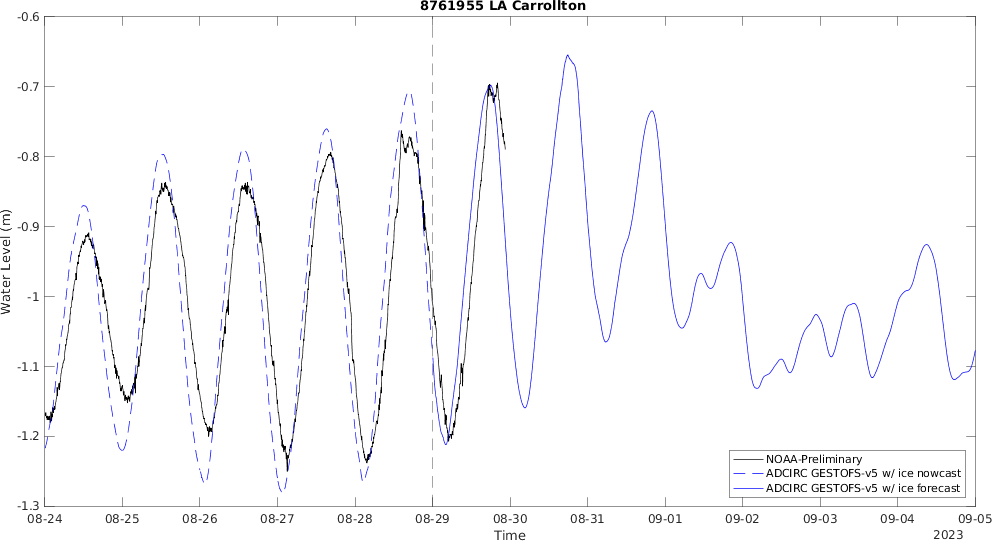 8761955 LA Carrollton
-0.6
-0.7
-0.8
-0.9
-1
-1.1
-1.2
-1.3
Water Level (m)
NOAA-Preliminary
ADCIRC GESTOFS-v5 w/ ice nowcast
ADCIRC GESTOFS-v5 w/ ice forecast
08-24 08-25 08-26 08-27 08-28 08-29 08-30 08-31 09-01 09-02 09-03 09-04 09-05
Time
2023